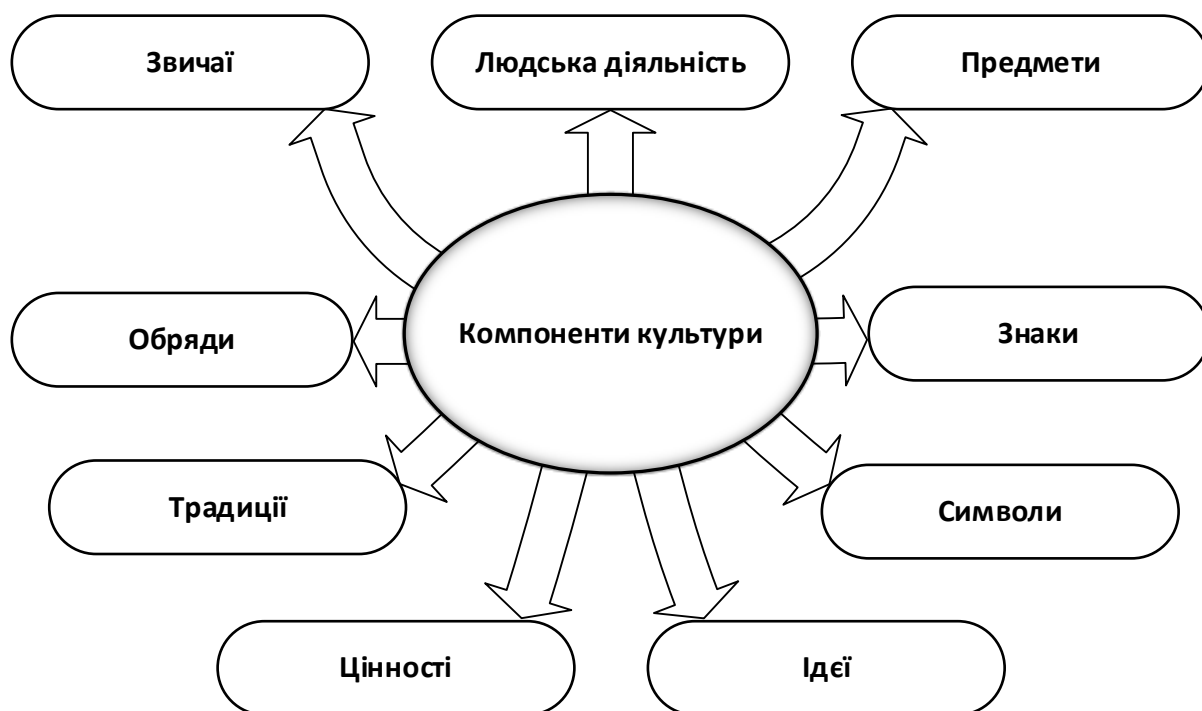 Звичаї
Людська діяльність
Предмети
Обряди
Компоненти культури
Знаки
Традиції
Символи
Цінності
Ідеї